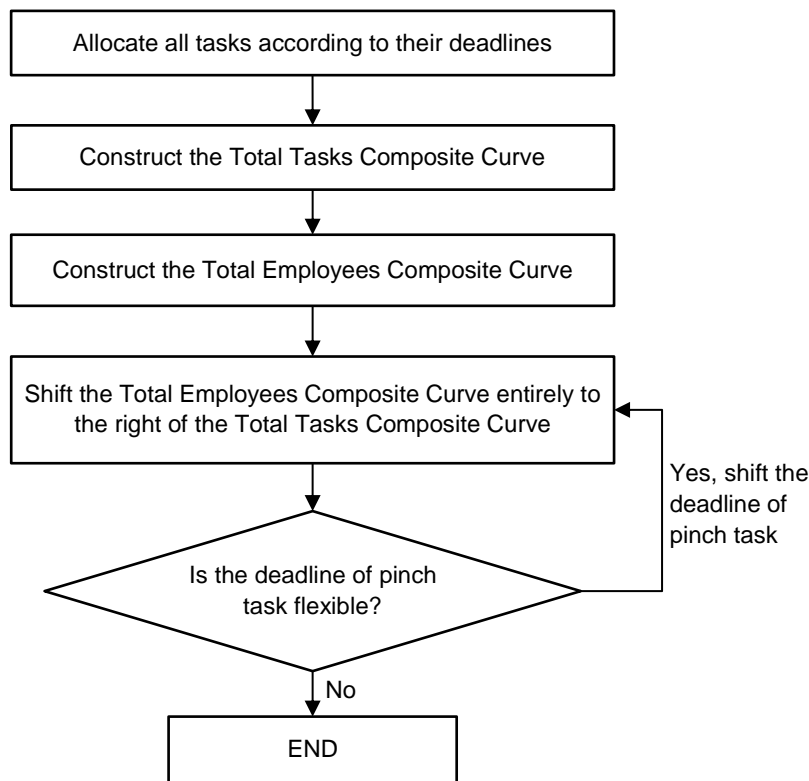 Allocate all tasks according to their deadlines
Construct the Total Tasks Composite Curve
Construct the Total Employees Composite Curve
Shift the Total Employees Composite Curve entirely to
the right of the Total Tasks Composite Curve
Yes, shift the
deadline of
pinch task
Is the deadline of pinch
task flexible?
No
END